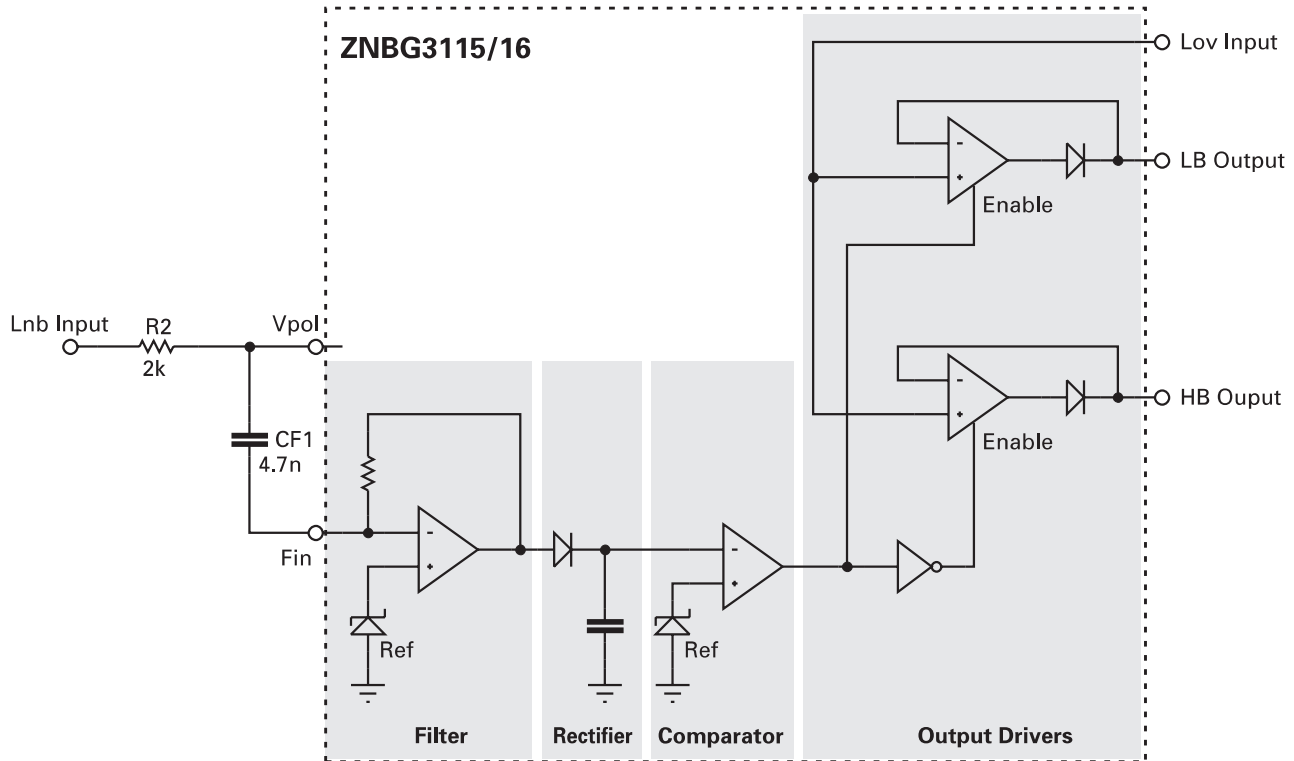 ZNBG3115/16
Lov Input
-
+
Enable
LB Output
Lnb Input
R2
2k
Vpol
-
+
Enable
HB Ouput
CF1
4.7n
Fin
-
+
Ref
-
+
Ref
Filter
Rectifier
Comparator
Output Drivers